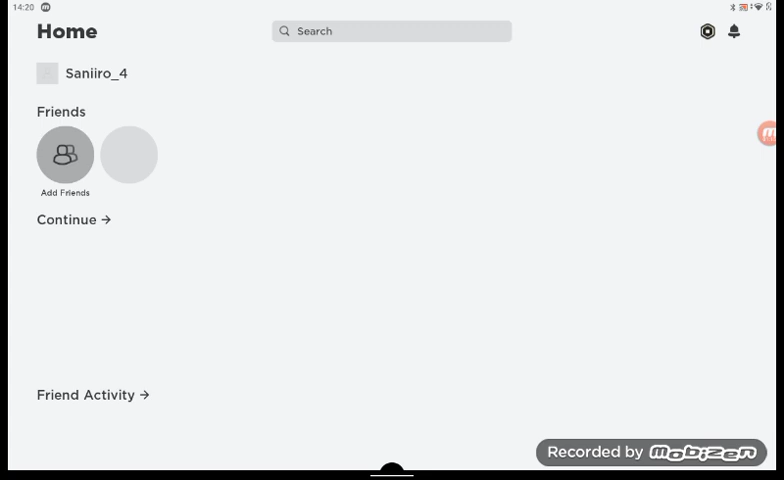 14:20
Home
Search
Saniiro_4
Friends
Add Friends
Continue →
Friend Activity →
Recorded by mobizen